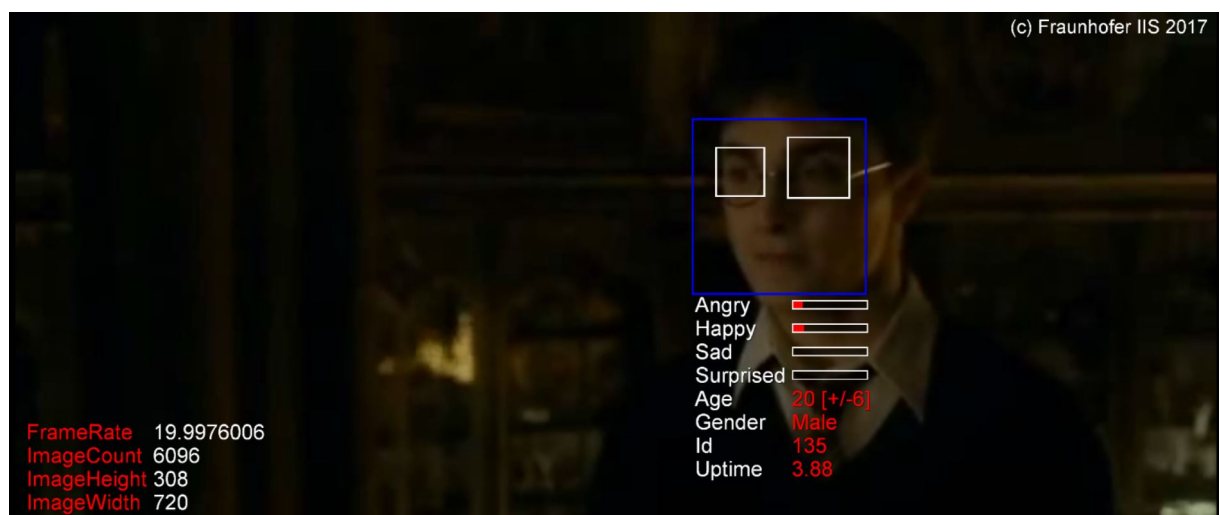 (c) Fraunhofer IIS 2017
Angry
Happy
Sad
Surprised
Age 20 [+/-6]
Gender Male
Id 135
Uptime 3.88
FrameRate 19.9976006
ImageCount 6096
ImageHeight 308
ImageWidth 720